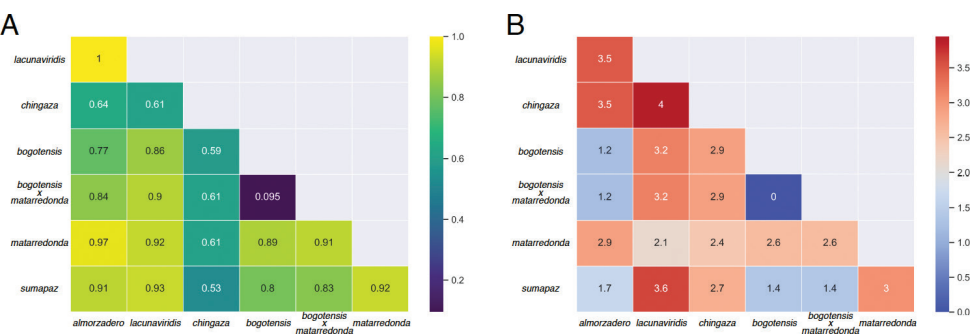 A
lacunaviridis
1
chingaza
0.64 0.61
bogotensis
0.77 0.86 0.59
bogotensis
x
matarredonda
0.84 0.9 0.61 0.095
matarredonda
0.97 0.92 0.61 0.89 0.91
sumapaz
0.91 0.93 0.53 0.8 0.83 0.92
almorzadero lacunaviridis chingaza bogotensis bogotensis matarredonda
x
matarredonda
1.0
0.8
0.6
0.4
0.2
B
lacunaviridis
3.5
chingaza
3.5 4
bogotensis
1.2 3.2 2.9
bogotensis
x
matarredonda
1.2 3.2 2.9 0
matarredonda
2.9 2.1 2.4 2.6 2.6
sumapaz
1.7 3.6 2.7 1.4 1.4 3
almorzadero lacunaviridis chingaza bogotensis bogotensis matarredonda
x
matarredonda
3.5
3.0
2.5
2.0
1.5
1.0
0.5
0.0